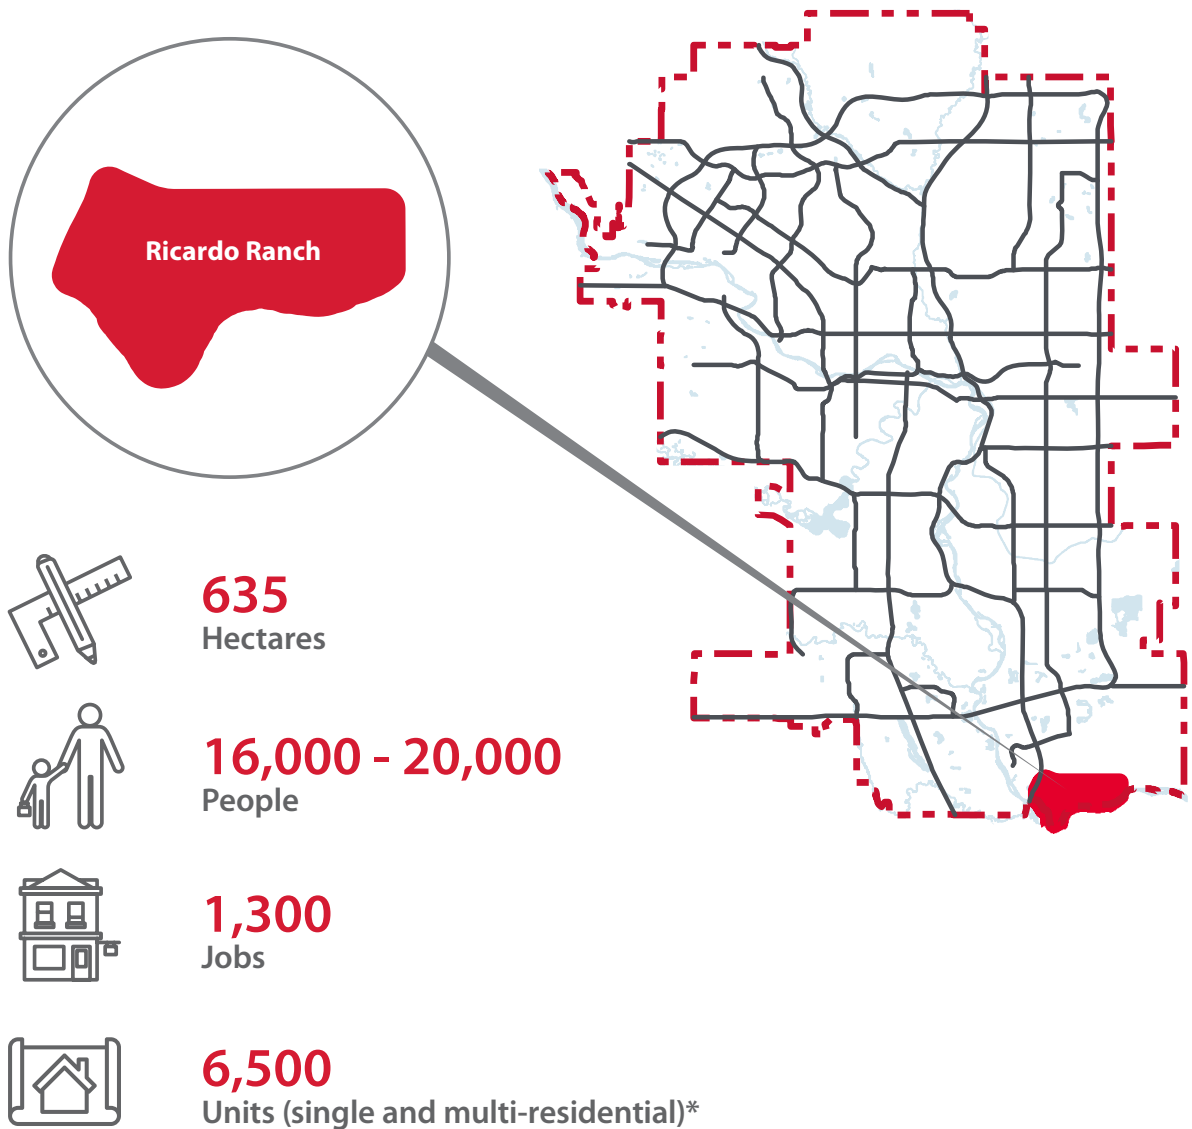 Ricardo Ranch
635
Hectares
16,000 - 20,000
People
1,300
Jobs
6,500
Units (single and multi-residential)*